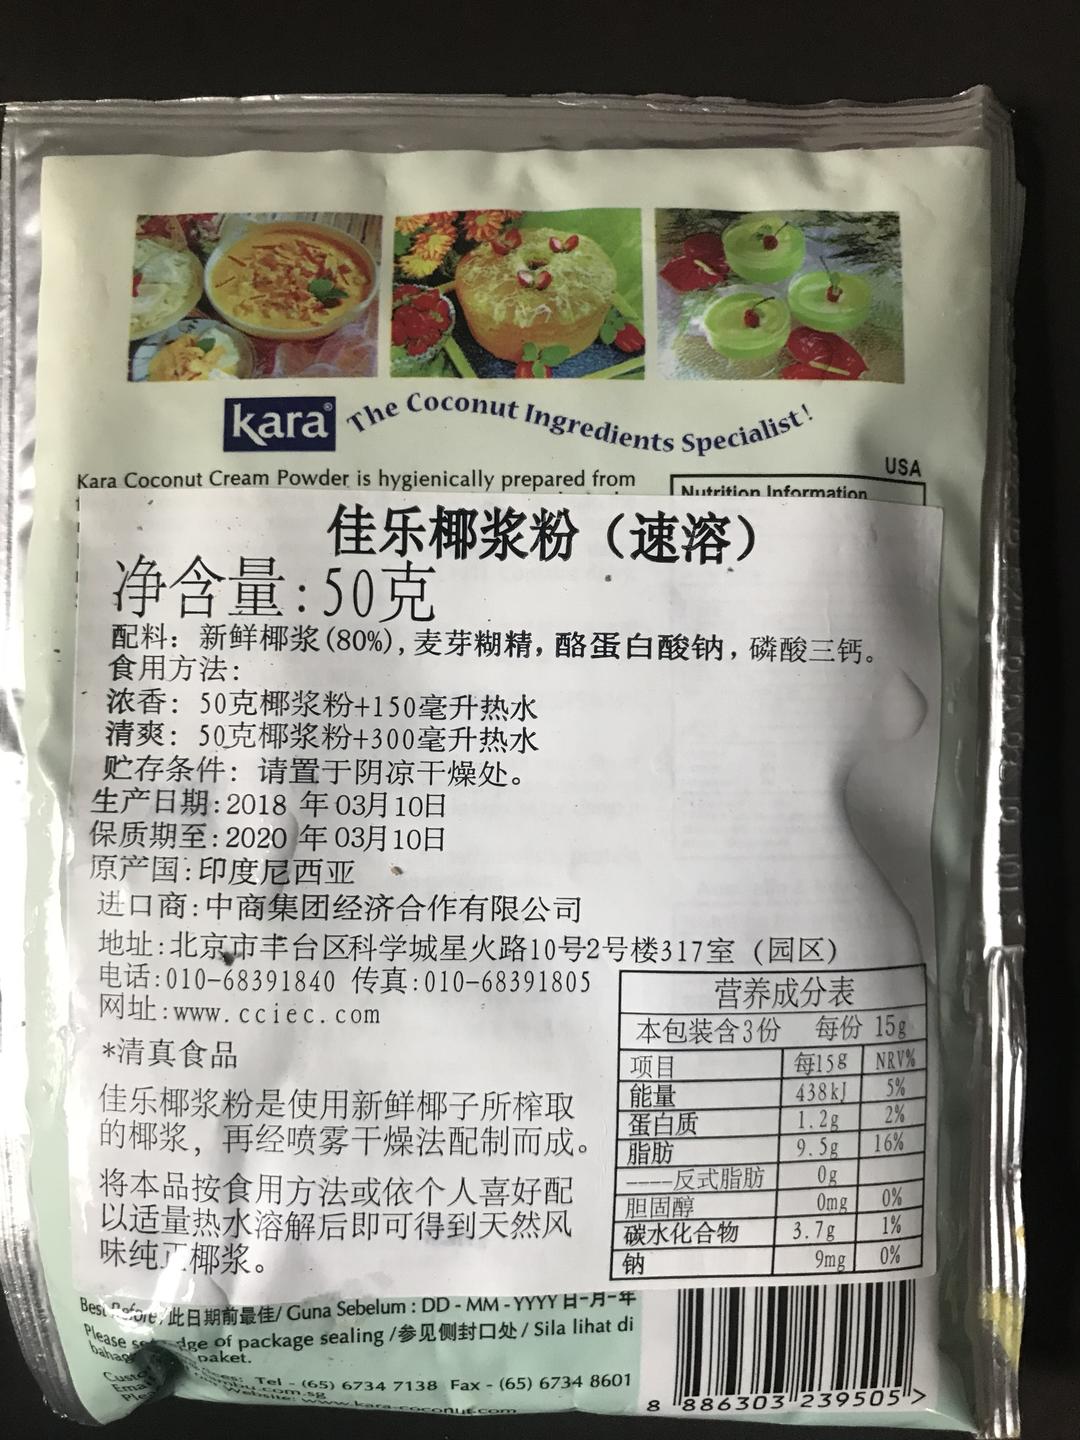 kara®
The Coconut Ingredients Specialist!
USA
Kara Coconut Cream Powder is hygienically prepared from
Nutrition Information
佳乐椰浆粉（速溶）
净含量:50克
配料：新鲜椰浆(80%),麦芽糊精，酪蛋白酸钠，磷酸三钙。
食用方法：
浓香：50克椰浆粉+150毫升热水
清爽：50克椰浆粉+300毫升热水
贮存条件：请置于阴凉干燥处。
生产日期:2018 年 03月10日
保质期至:2020 年 03月10日
原产国:印度尼西亚
进口商:中商集团经济合作有限公司
地址:北京市丰台区科学城星火路10号2号楼317室（园区）
电话:010-68391840 传真:010-68391805
网址:www.cciec.com
*清真食品
佳乐椰浆粉是使用新鲜椰子所榨取
的椰浆，再经喷雾干燥法配制而成。
将本品按食用方法或依个人喜好配
以适量热水溶解后即可得到天然风
味纯正椰浆。
营养成分表
本包装含3份 每份 15g
项目 每15g NRV%
能量 438kJ 5%
蛋白质 1.2g 2%
脂肪 9.5g 16%
----反式脂肪 0g
胆固醇 0mg 0%
碳水化合物 3.7g 1%
钠 9mg 0%
Best Before/此日期前最佳/ Guna Sebelum : DD - MM - YYYY 日-月-年
Please see edge of package sealing /参见侧封口处/ Sila lihat di
paket.
Tel - (65) 6734 7138 Fax - (65) 6734 8601
Website: www.kara-coconut.com
8 886303 239505 >